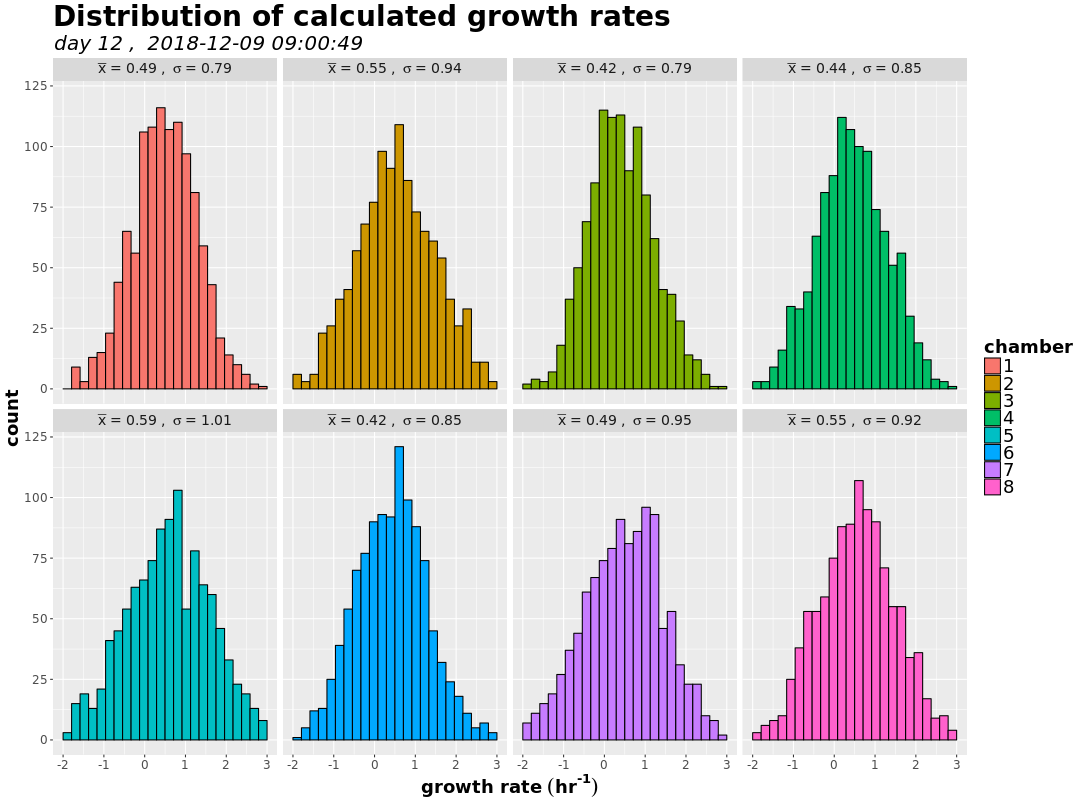 Distribution of calculated growth rates
day 12 ,  2018-12-09 09:00:49
x̅ = 0.49 ,  σ = 0.79
x̅ = 0.55 ,  σ = 0.94
x̅ = 0.42 ,  σ = 0.79
x̅ = 0.44 ,  σ = 0.85
125
100
75
50
25
0
x̅ = 0.59 ,  σ = 1.01
x̅ = 0.42 ,  σ = 0.85
x̅ = 0.49 ,  σ = 0.95
x̅ = 0.55 ,  σ = 0.92
125
100
75
50
25
0
-2 -1 0 1 2 3
-2 -1 0 1 2 3
-2 -1 0 1 2 3
-2 -1 0 1 2 3
count
growth rate (hr⁻¹)
chamber
1
2
3
4
5
6
7
8